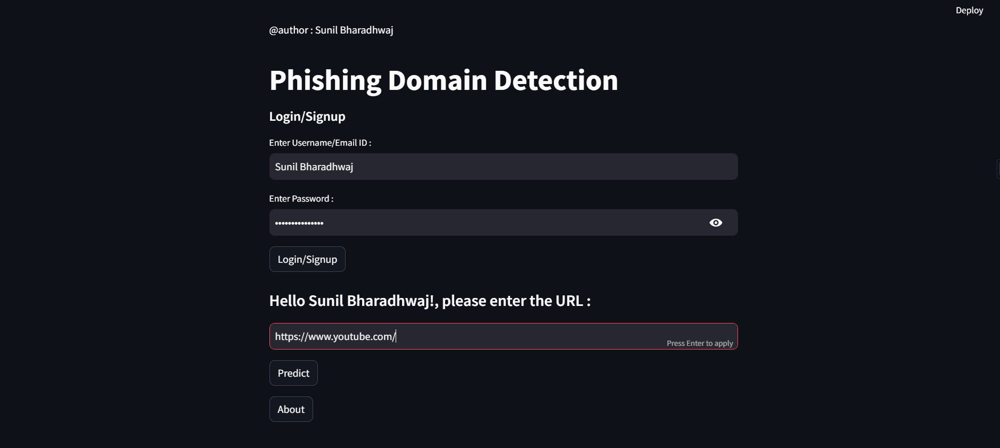 Deploy
@author : Sunil Bharadhwaj
Phishing Domain Detection
Login/Signup
Enter Username/Email ID :
Sunil Bharadhwaj
Enter Password :
•••••••••••••••
Login/Signup
Hello Sunil Bharadhwaj!, please enter the URL :
https://www.youtube.com/
Press Enter to apply
Predict
About